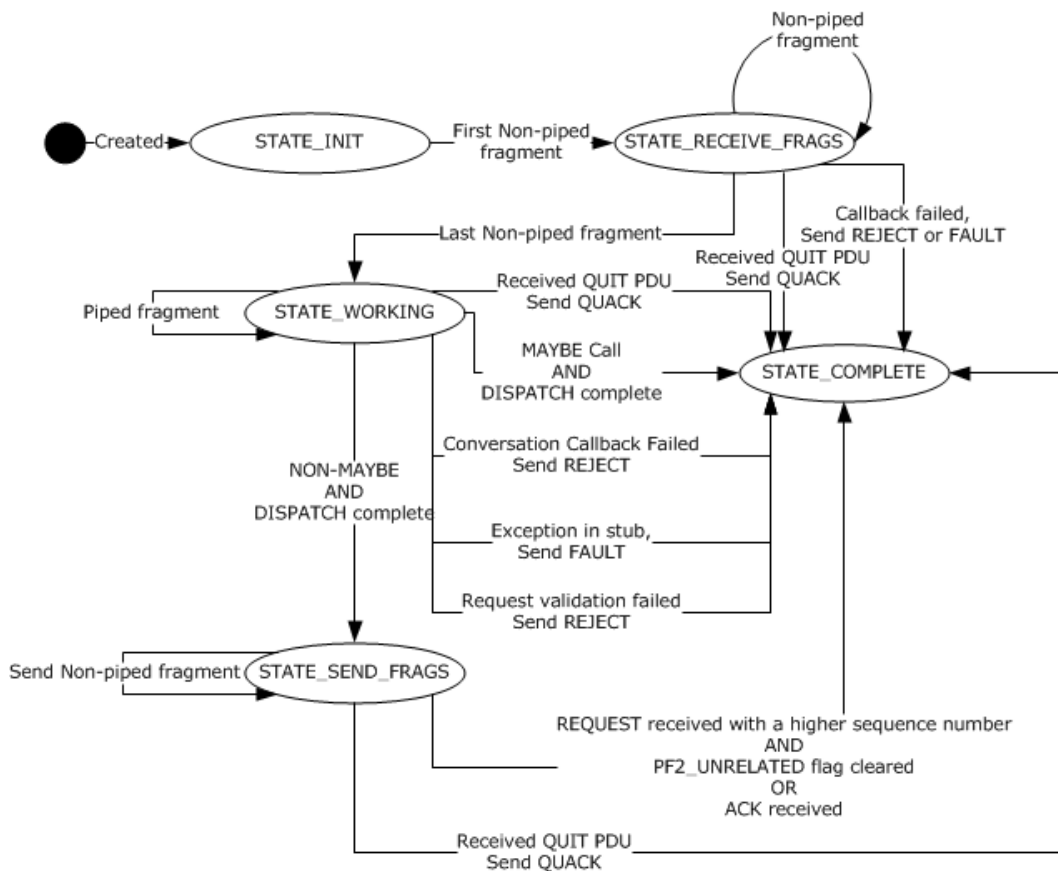 Non-piped
fragment
Created
STATE_INIT
First Non-piped
fragment
STATE_RECEIVE_FRAGS
Callback failed,
Send REJECT or FAULT
Last Non-piped fragment
Received QUIT PDU
Send QUACK
Received QUIT PDU
Send QUACK
Piped fragment
STATE_WORKING
MAYBE Call
AND
DISPATCH complete
STATE_COMPLETE
Conversation Callback Failed
Send REJECT
NON-MAYBE
AND
DISPATCH complete
Exception in stub,
Send FAULT
Request validation failed
Send REJECT
Send Non-piped fragment
STATE_SEND_FRAGS
REQUEST received with a higher sequence number
AND
PF2_UNRELATED flag cleared
OR
ACK received
Received QUIT PDU
Send QUACK